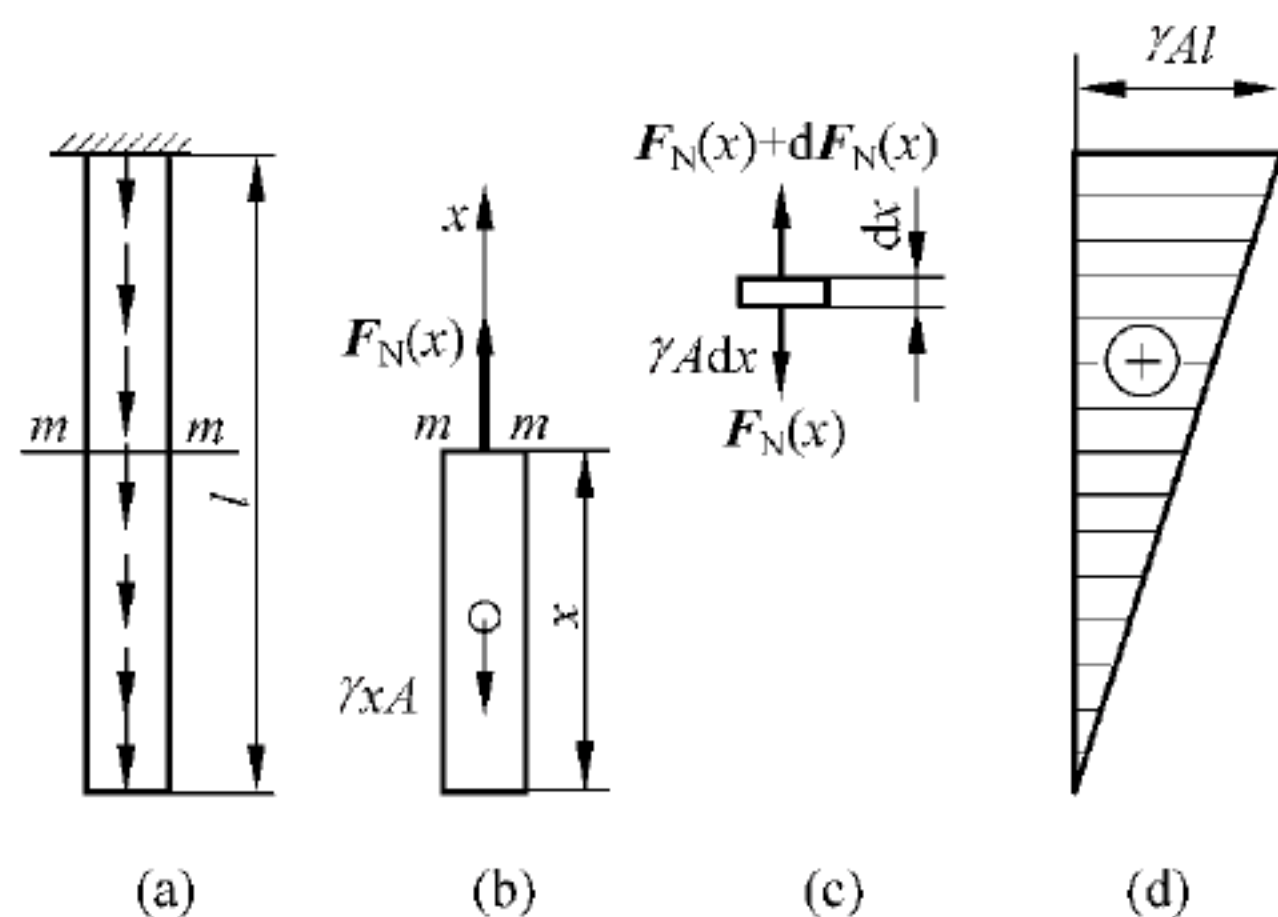 m m
l
(a)
x
F_N(x)
m m
x
γxA
(b)
F_N(x)+dF_N(x)
dx
γAdx
F_N(x)
(c)
γAl
+
(d)